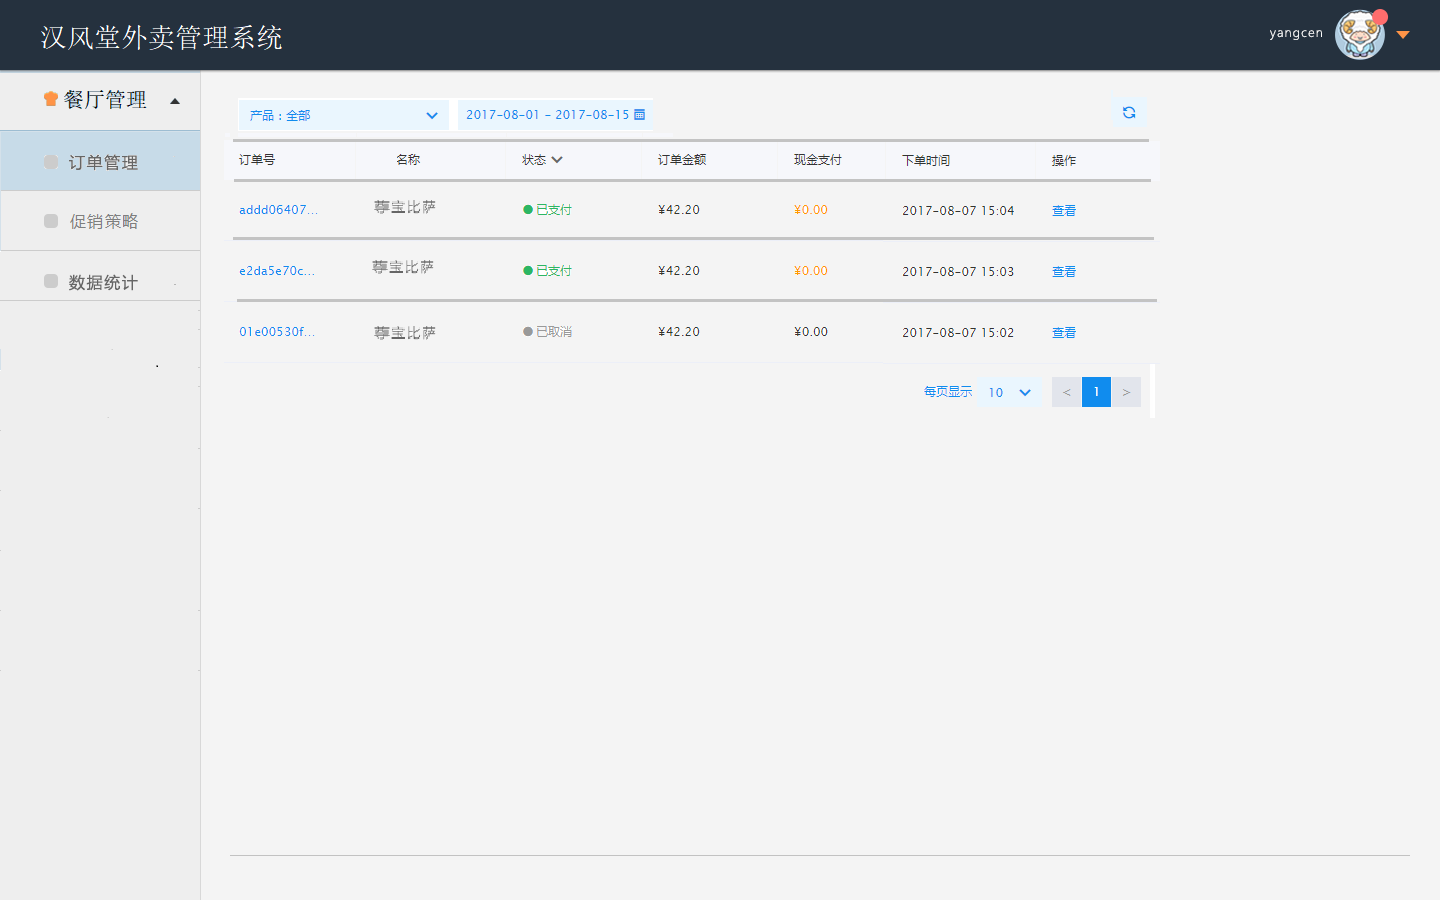 汉风堂外卖管理系统
yangcen
餐厅管理
订单管理
促销策略
数据统计
产品：全部
2017-08-01 - 2017-08-15
订单号 名称 状态 订单金额 现金支付 下单时间 操作
addd06407... 尊宝比萨 已支付 ¥42.20 ¥0.00 2017-08-07 15:04 查看
e2da5e70c... 尊宝比萨 已支付 ¥42.20 ¥0.00 2017-08-07 15:03 查看
01e00530f... 尊宝比萨 已取消 ¥42.20 ¥0.00 2017-08-07 15:02 查看
每页显示 10 < 1 >